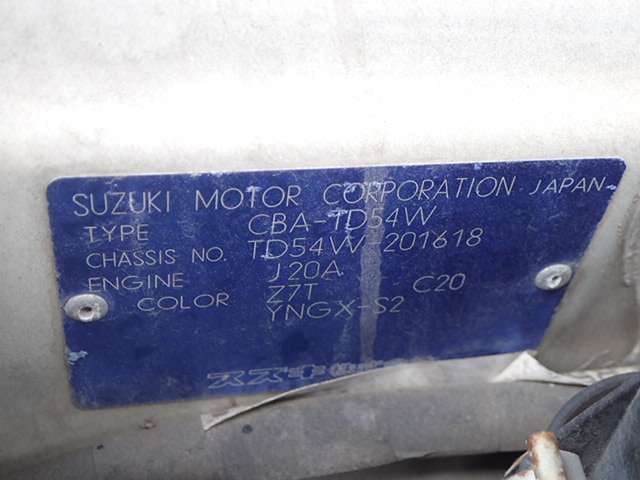 SUZUKI MOTOR CORPORATION JAPAN
TYPE CBA-TD54W
CHASSIS NO. TD54W-201618
ENGINE J20A
COLOR Z7T C20
YNGX-S2